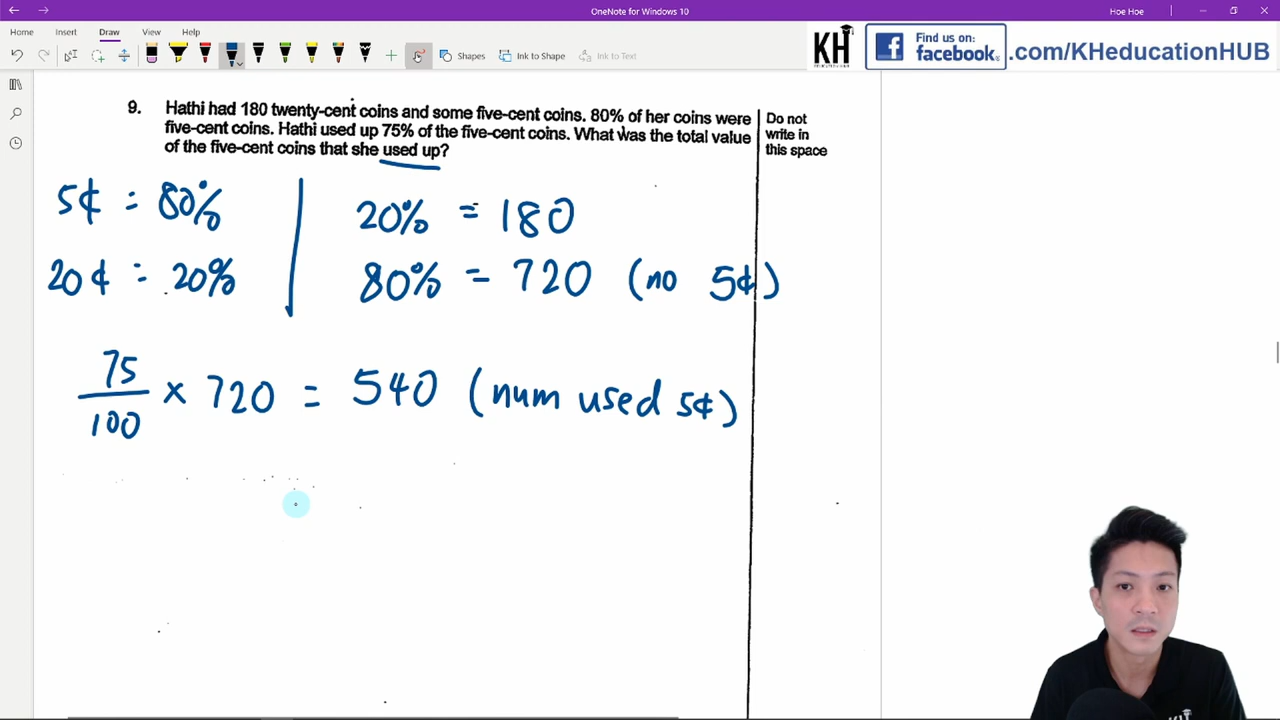 OneNote for Windows 10
Hoe Hoe
Home Insert Draw View Help
Shapes Ink to Shape Ink to Text
KH
Find us on:
facebook. .com/KHeducationHUB
9. Hathi had 180 twenty-cent coins and some five-cent coins. 80% of her coins were
five-cent coins. Hathi used up 75% of the five-cent coins. What was the total value
of the five-cent coins that she used up?
Do not
write in
this space
5¢ = 80%
20¢ = 20%
20% = 180
80% = 720 (no 5¢)
75/100 × 720 = 540 (num used 5¢)
KH